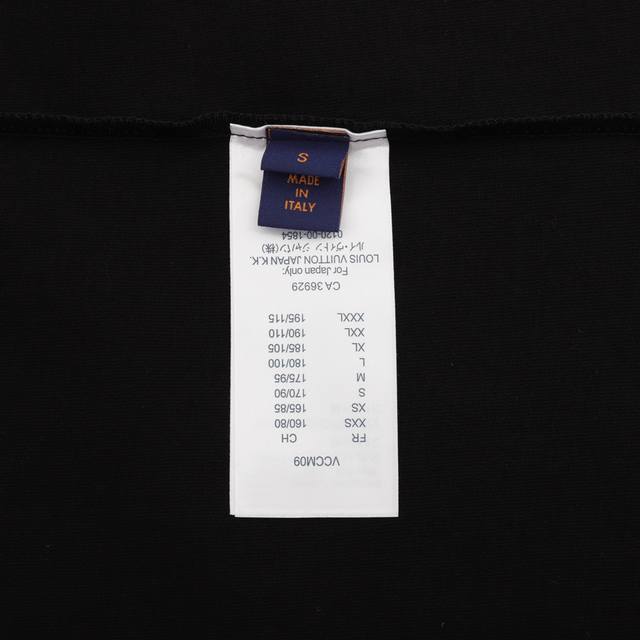 S
MADE
IN
ITALY
VCCM09
FR CH
XXS 160/80
XS 165/85
S 170/90
M 175/95
L 180/100
XL 185/105
XXL 190/110
XXXL 195/115
CA 36929
For Japan only:
LOUIS VUITTON JAPAN K.K.
ルイ・ヴィトン ジャパン(株)
0120-00-1854